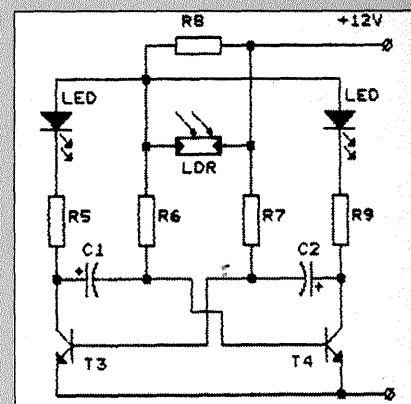 R8
+12V
LED
LED
LDR
R5
R6
R7
R9
C1
C2
+
+
T3
T4